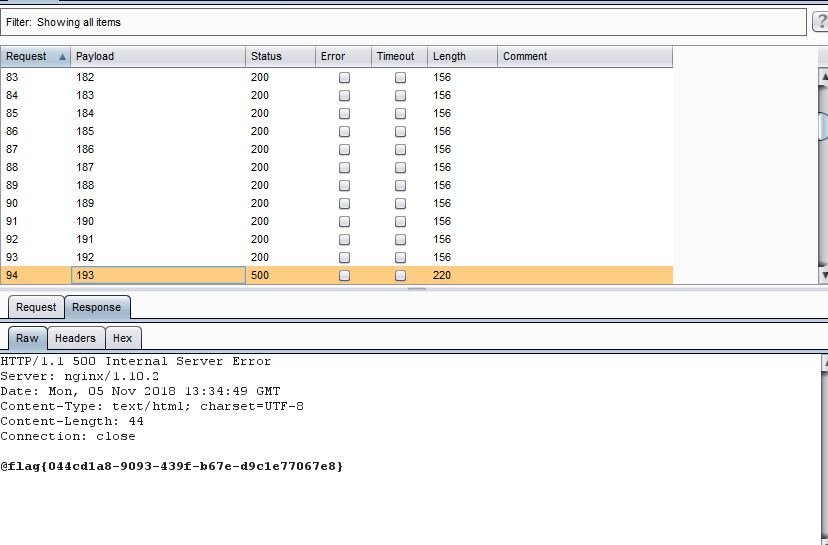 Filter: Showing all items
?
Request Payload Status Error Timeout Length Comment
83 182 200 156
84 183 200 156
85 184 200 156
86 185 200 156
87 186 200 156
88 187 200 156
89 188 200 156
90 189 200 156
91 190 200 156
92 191 200 156
93 192 200 156
94 193 500 220
Request Response
Raw Headers Hex
HTTP/1.1 500 Internal Server Error
Server: nginx/1.10.2
Date: Mon, 05 Nov 2018 13:34:49 GMT
Content-Type: text/html; charset=UTF-8
Content-Length: 44
Connection: close
@flag{044cd1a8-9093-439f-b67e-d9c1e77067e8}